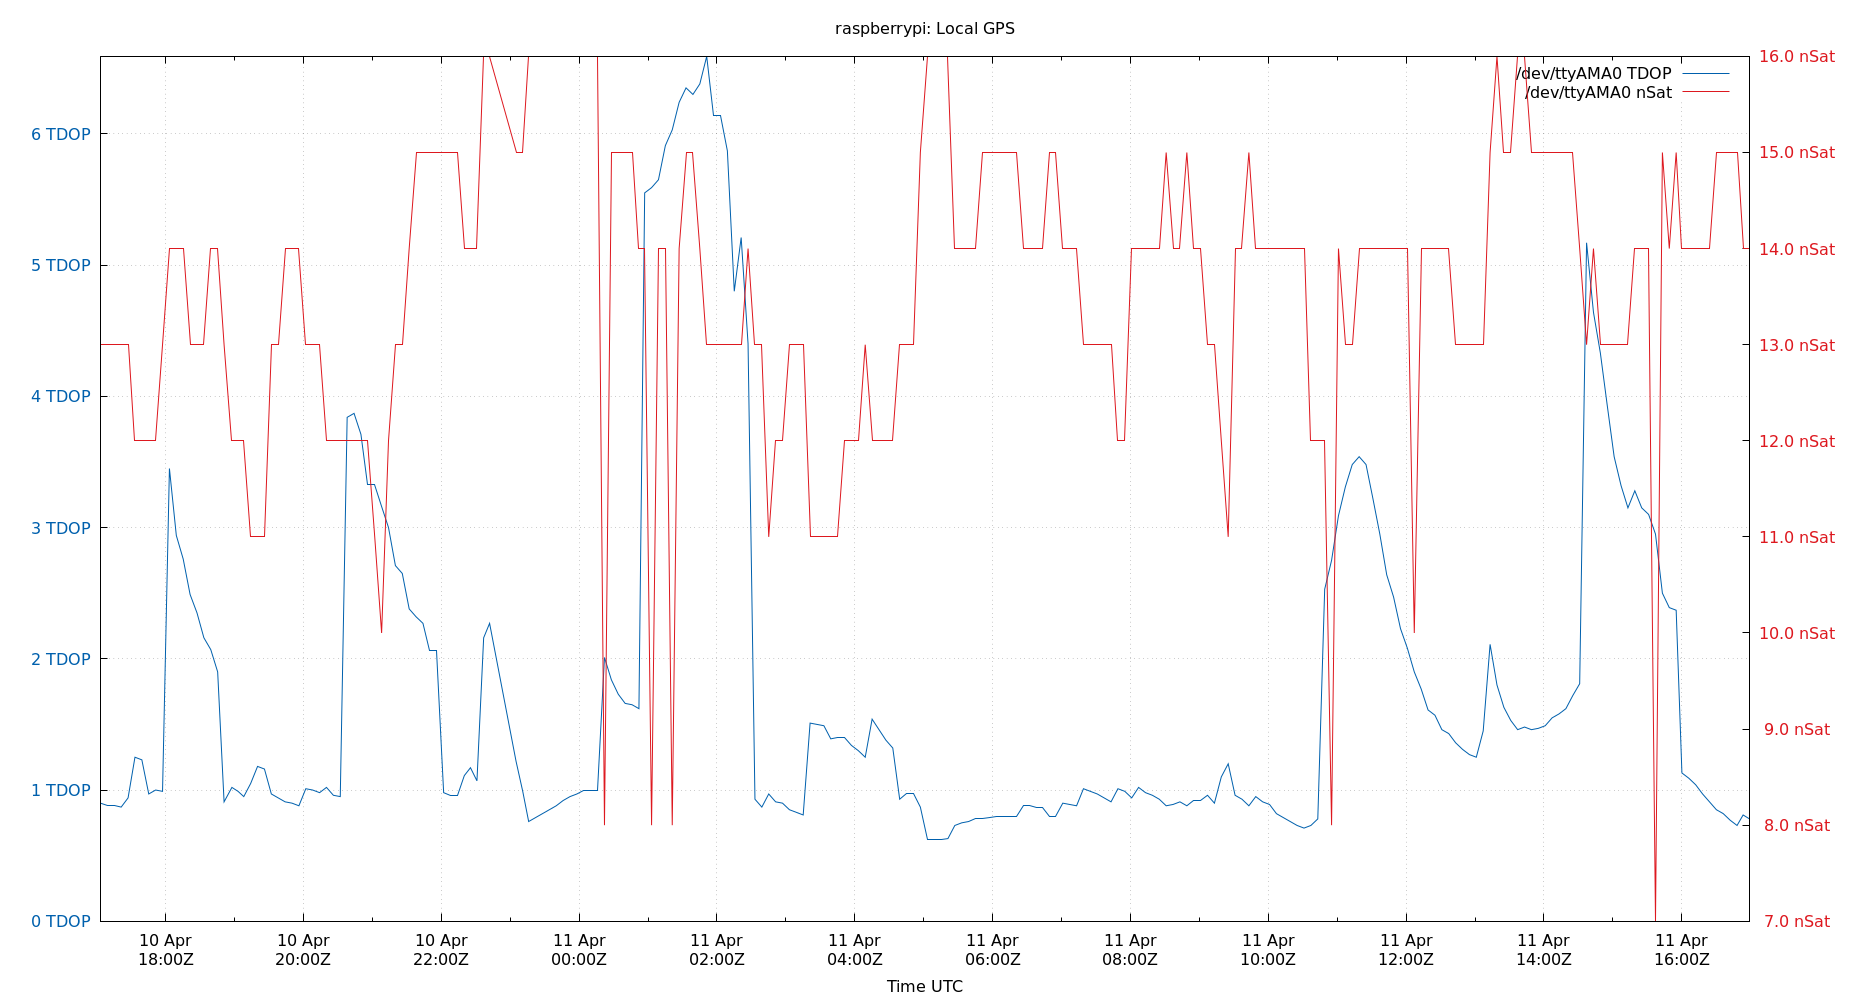 raspberrypi: Local GPS
/dev/ttyAMA0 TDOP
/dev/ttyAMA0 nSat
6 TDOP
5 TDOP
4 TDOP
3 TDOP
2 TDOP
1 TDOP
0 TDOP
16.0 nSat
15.0 nSat
14.0 nSat
13.0 nSat
12.0 nSat
11.0 nSat
10.0 nSat
9.0 nSat
8.0 nSat
7.0 nSat
10 Apr
18:00Z
10 Apr
20:00Z
10 Apr
22:00Z
11 Apr
00:00Z
11 Apr
02:00Z
11 Apr
04:00Z
11 Apr
06:00Z
11 Apr
08:00Z
11 Apr
10:00Z
11 Apr
12:00Z
11 Apr
14:00Z
11 Apr
16:00Z
Time UTC